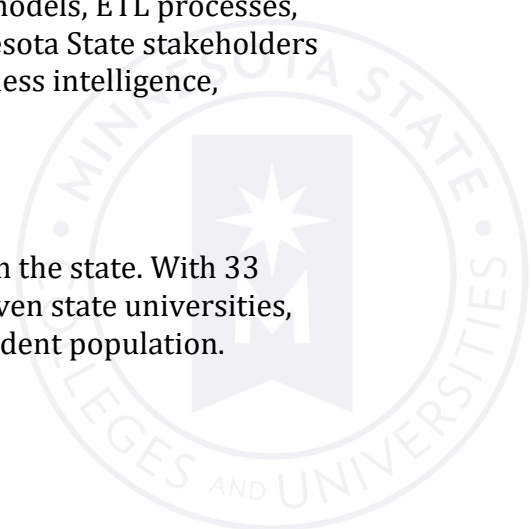 models, ETL processes,
esota State stakeholders
ess intelligence,
n the state. With 33
ven state universities,
dent population.
MINNESOTA STATE
COLLEGES AND UNIVERSITIES
M